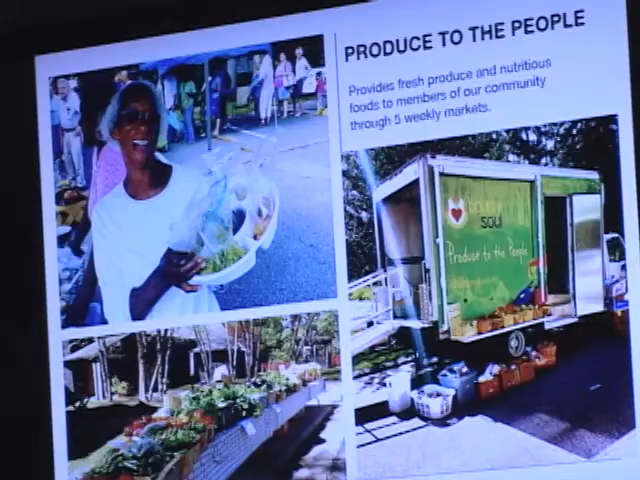 PRODUCE TO THE PEOPLE
Provides fresh produce and nutritious
foods to members of our community
through 5 weekly markets.
SOUL
Produce to the People